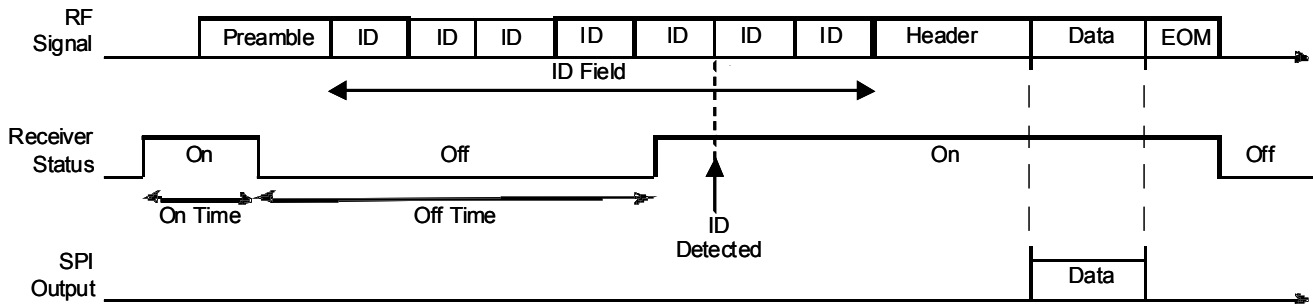 RF Signal
Preamble ID ID ID ID ID ID ID Header Data EOM
ID Field
Receiver Status
On Off On Off
On Time Off Time
ID Detected
SPI Output
Data